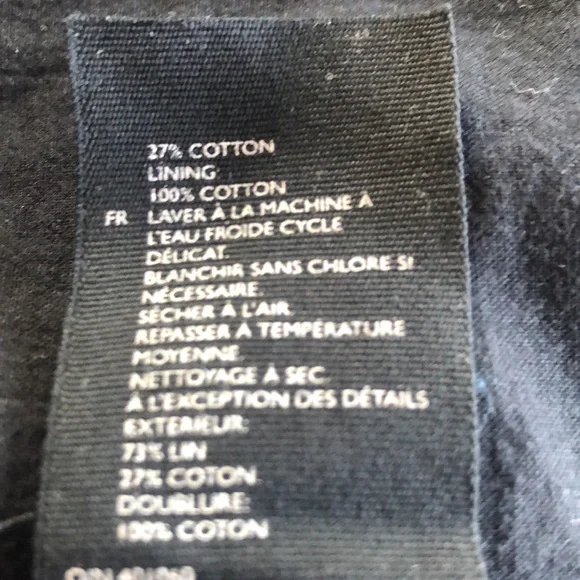 27% COTTON
LINING:
100% COTTON
FR LAVER À LA MACHINE À
L'EAU FROIDE CYCLE
DÉLICAT.
BLANCHIR SANS CHLORE SI
NÉCESSAIRE
SÉCHER À L'AIR.
REPASSER À TEMPÉRATURE
MOYENNE.
NETTOYAGE À SEC.
À L'EXCEPTION DES DÉTAILS
EXTÉRIEUR:
73% LIN
27% COTON
DOUBLURE:
100% COTON